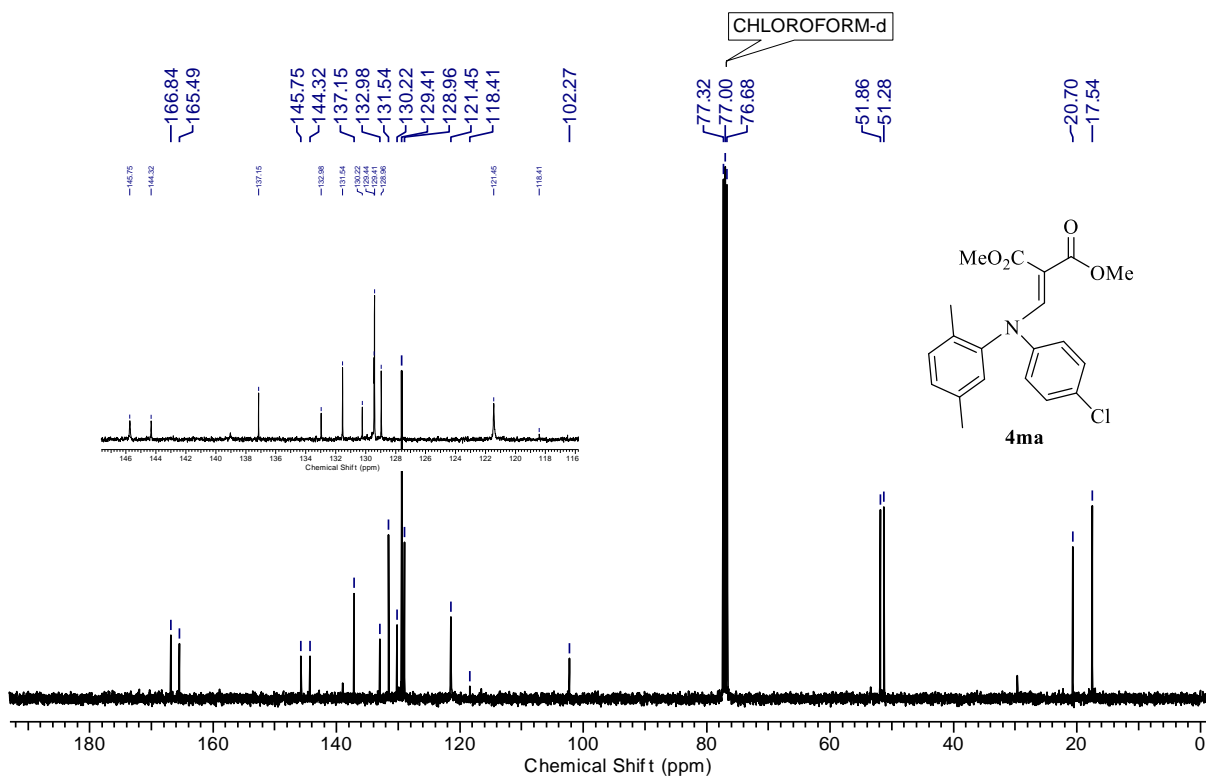 CHLOROFORM-d
166.84
165.49
145.75
144.32
137.15
132.98
131.54
130.22
129.41
128.96
121.45
118.41
102.27
77.32
77.00
76.68
51.86
51.28
20.70
17.54
145.75
144.32
137.15
132.98
131.54
130.22
129.44
129.41
128.96
121.45
118.41
MeO2C
O
OMe
N
Cl
4ma
146 144 142 140 138 136 134 132 130 128 126 124 122 120 118 116
Chemical Shift (ppm)
180 160 140 120 100 80 60 40 20 0
Chemical Shift (ppm)